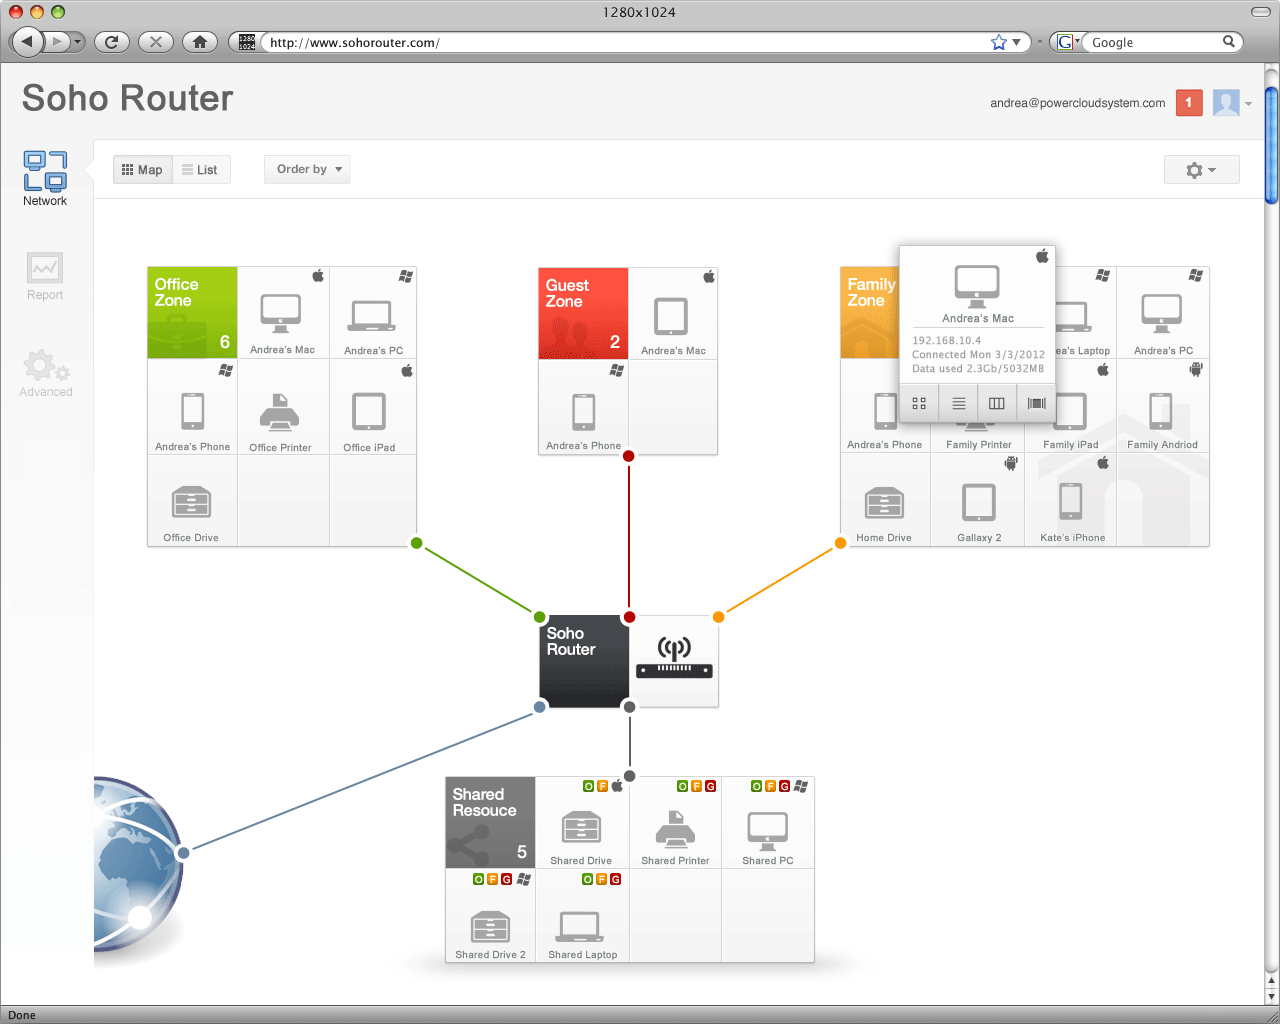 1280x1024
1280
1024
http://www.sohorouter.com/
G
Google
Soho Router
andrea@powercloudsystem.com
1
Network
Report
Advanced
Map
List
Order by
Office
Zone
6
Andrea's Mac
Andrea's PC
Andrea's Phone
Office Printer
Office iPad
Office Drive
Guest
Zone
2
Andrea's Mac
Andrea's Phone
Family
Zone
Andrea's Mac
192.168.10.4
Connected Mon 3/3/2012
Data used 2.3Gb/5032MB
a's Laptop
Andrea's PC
Andrea's Phone
Family Printer
Family iPad
Family Andriod
Home Drive
Gallaxy 2
Kate's iPhone
Soho
Router
Shared
Resouce
5
O F
Shared Drive
O F G
Shared Printer
O F G
Shared PC
O F G
Shared Drive 2
O F G
Shared Laptop
Done